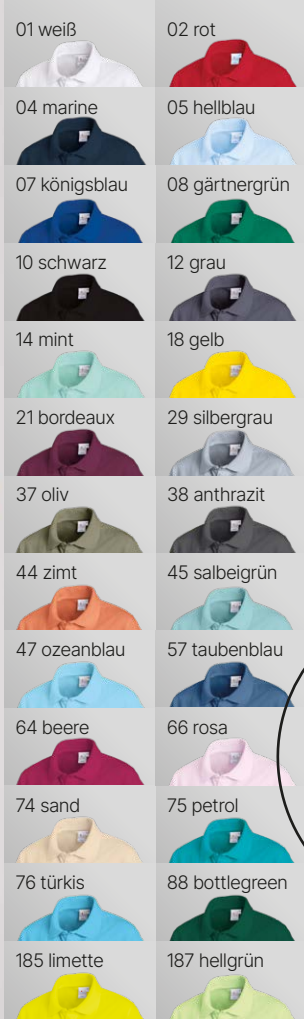 01 weiß
02 rot
04 marine
05 hellblau
07 königsblau
08 gärtnergrün
10 schwarz
12 grau
14 mint
18 gelb
21 bordeaux
29 silbergrau
37 oliv
38 anthrazit
44 zimt
45 salbeigrün
47 ozeanblau
57 taubenblau
64 beere
66 rosa
74 sand
75 petrol
76 türkis
88 bottlegreen
185 limette
187 hellgrün